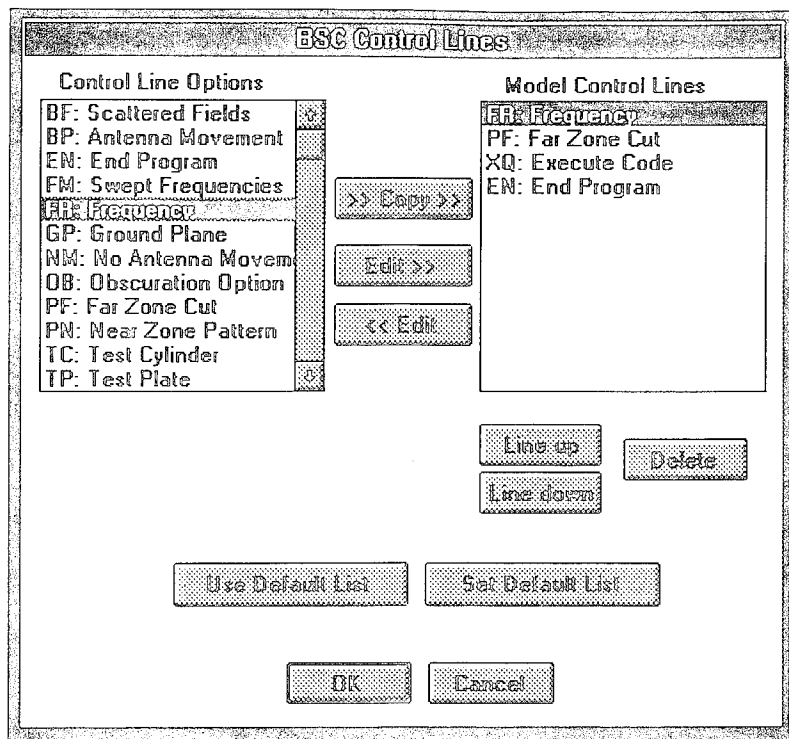 BSC Control Lines
Control Line Options
BF: Scattered Fields
BP: Antenna Movement
EN: End Program
FM: Swept Frequencies
FR: Frequency
GP: Ground Plane
NM: No Antenna Movem
OB: Obscuration Option
PF: Far Zone Cut
PN: Near Zone Pattern
TC: Test Cylinder
TP: Test Plate
>> Copy >>
Edit >>
<< Edit
Model Control Lines
FR: Frequency
PF: Far Zone Cut
XQ: Execute Code
EN: End Program
Line up
Line down
Delete
Use Default List
Set Default List
OK
Cancel